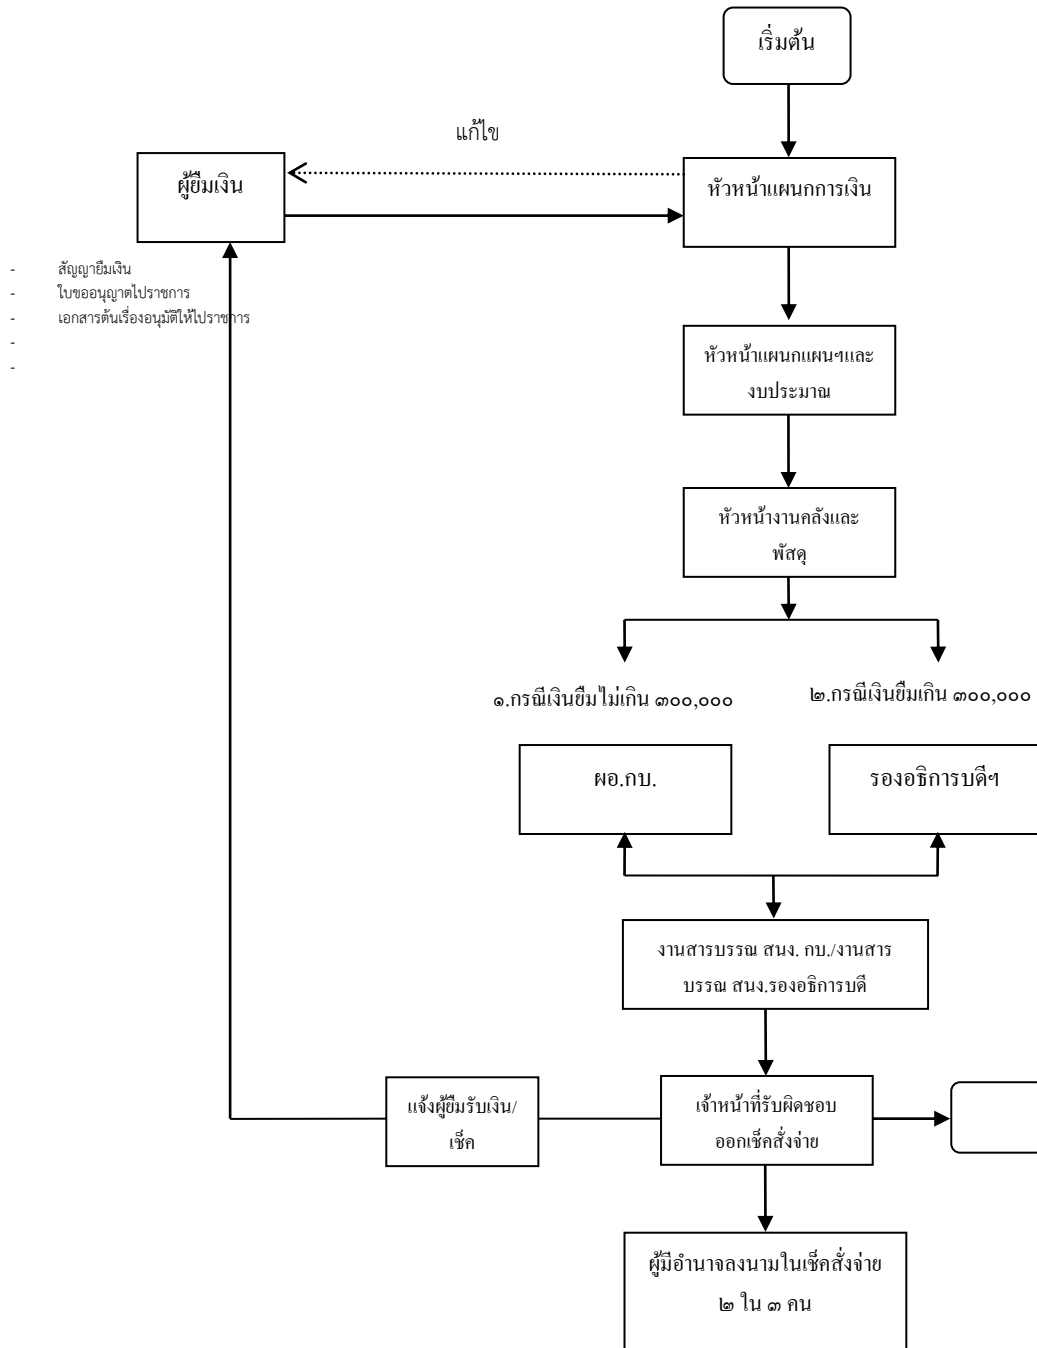 เริ่มต้น
แก้ไข
ผู้ยืมเงิน
หัวหน้าแผนกการเงิน
- สัญญายืมเงิน
- ใบขออนุญาตไปราชการ
- เอกสารต้นเรื่องอนุมัติให้ไปราชการ
-
-
หัวหน้าแผนกแผนฯและ
งบประมาณ
หัวหน้างานคลังและ
พัสดุ
๑.กรณีเงินยืมไม่เกิน ๓๐๐,๐๐๐
๒.กรณีเงินยืมเกิน ๓๐๐,๐๐๐
ผอ.กบ.
รองอธิการบดีฯ
งานสารบรรณ สนง. กบ./งานสาร
บรรณ สนง.รองอธิการบดี
แจ้งผู้ยืมรับเงิน/
เช็ค
เจ้าหน้าที่รับผิดชอบ
ออกเช็คสั่งจ่าย
ผู้มีอำนาจลงนามในเช็คสั่งจ่าย
๒ ใน ๓ คน